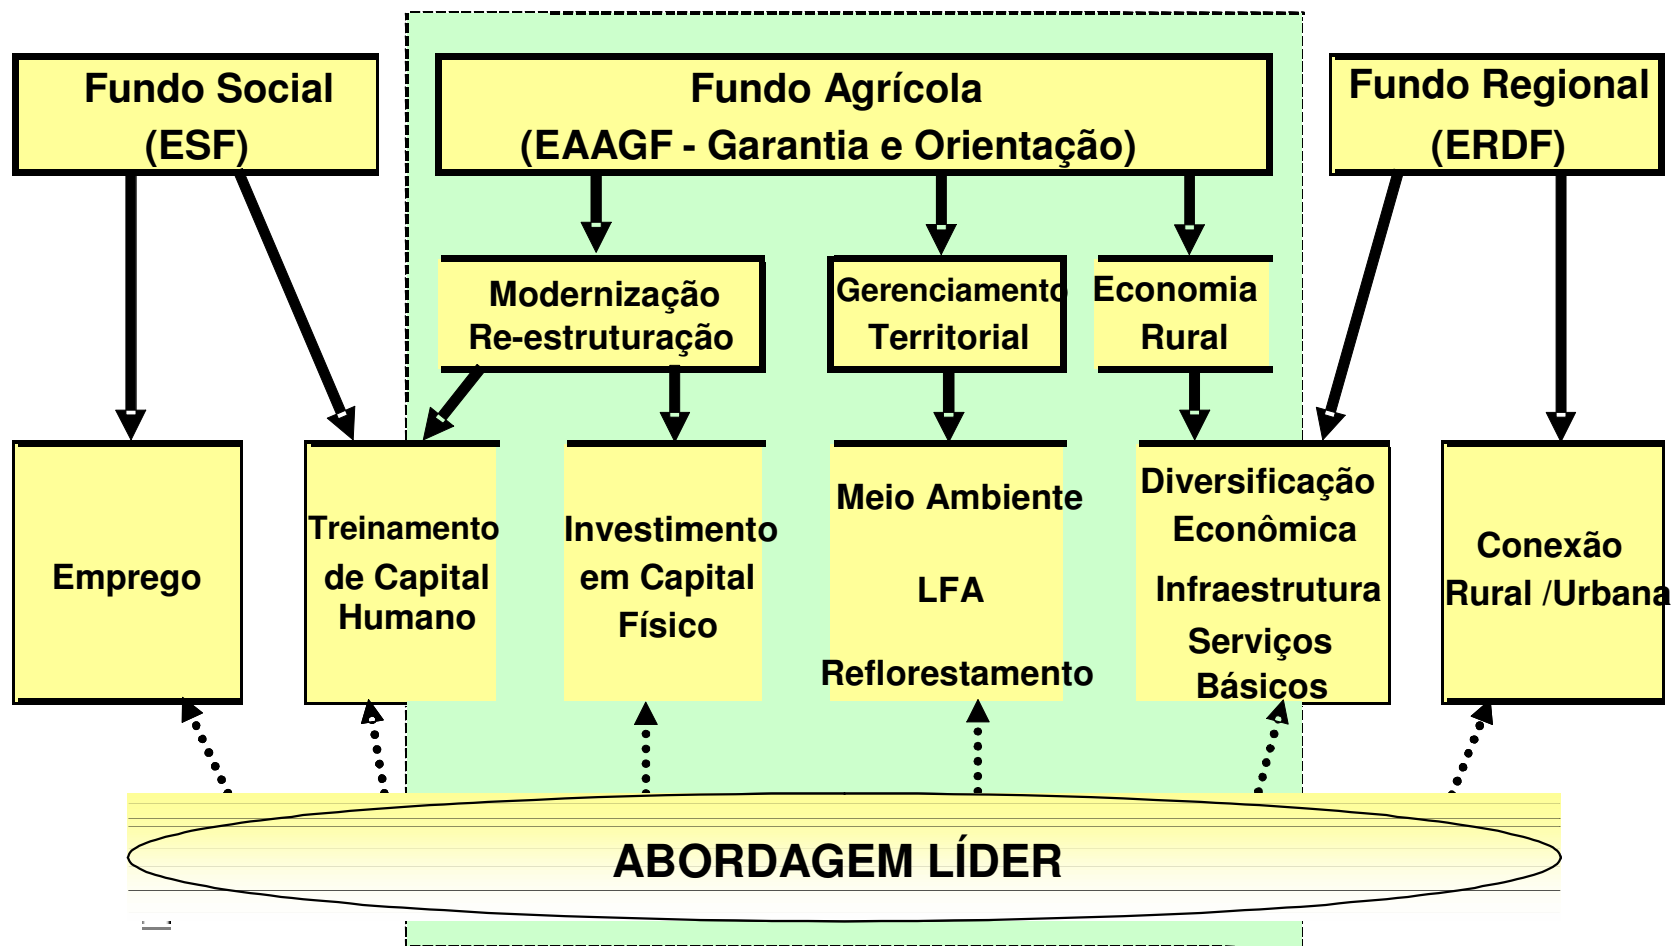 Fundo Social
(ESF)
Fundo Agrícola
(EAAGF - Garantia e Orientação)
Fundo Regional
(ERDF)
Modernização
Re-estruturação
Gerenciamento
Territorial
Economia
Rural
Emprego
Treinamento
de Capital
Humano
Investimento
em Capital
Físico
Meio Ambiente
LFA
Reflorestamento
Diversificação
Econômica
Infraestrutura
Serviços
Básicos
Conexão
Rural /Urbana
ABORDAGEM LÍDER